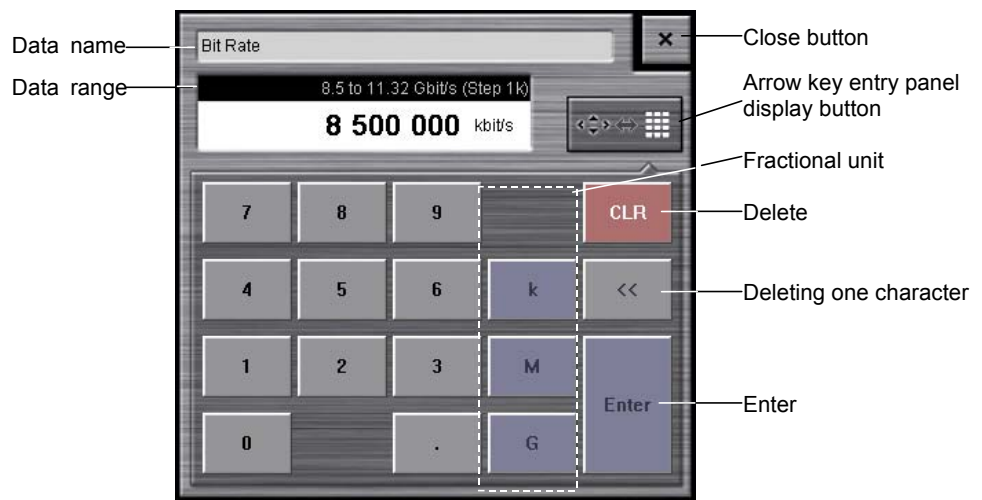 Data name
Bit Rate
×
Close button
Data range
8.5 to 11.32 Gbit/s (Step 1k)
8 500 000 kbit/s
Arrow key entry panel
display button
Fractional unit
7 8 9 CLR
Delete
4 5 6 k <<
Deleting one character
1 2 3 M
Enter
Enter
0 . G